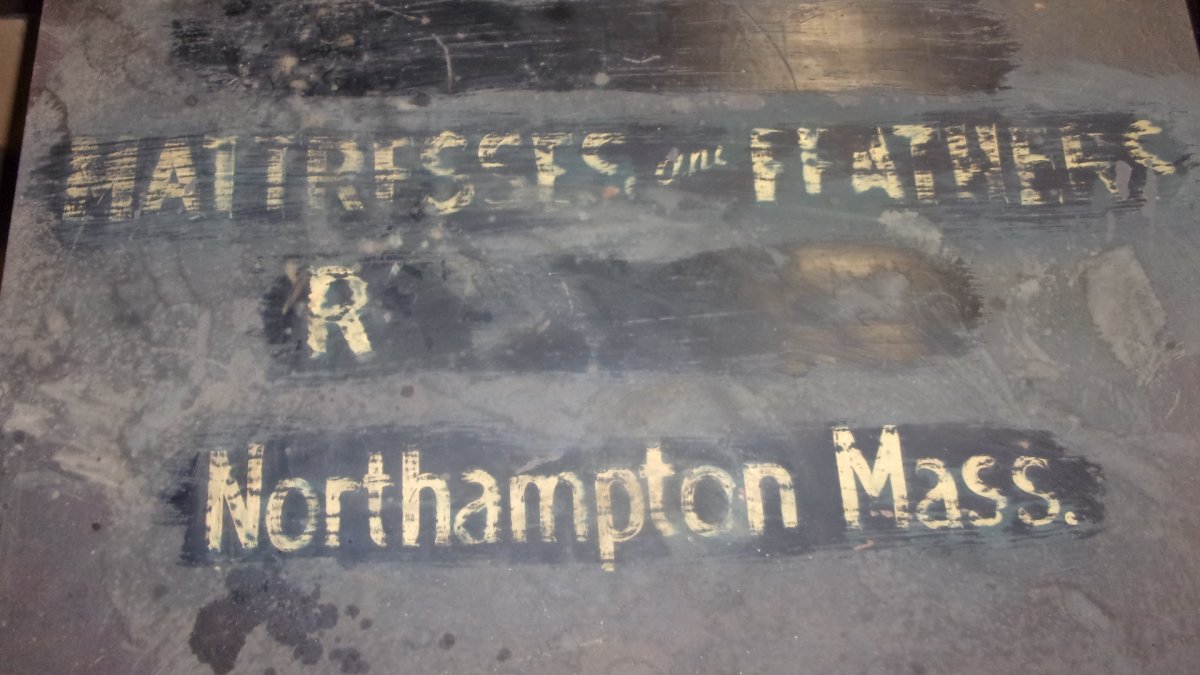 MATTRESSES, and FEATHERS
R
Northampton Mass.